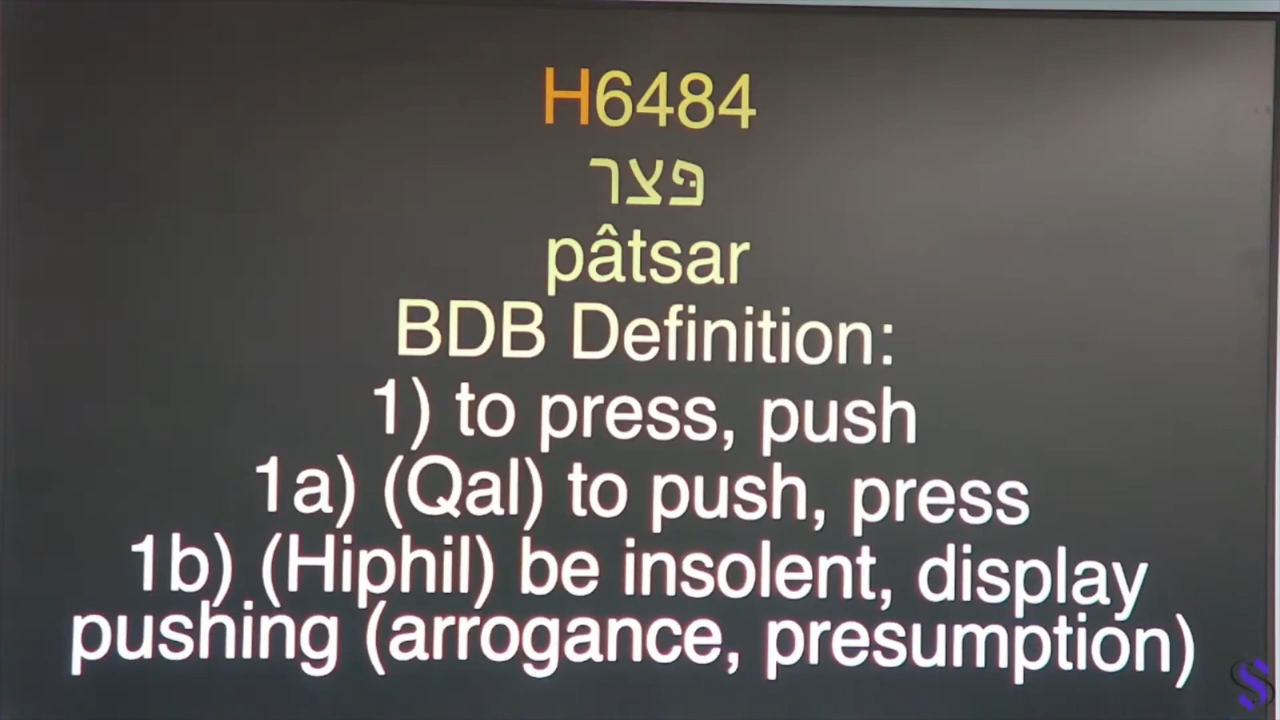 H6484
פּצר
pâtsar
BDB Definition:
1) to press, push
1a) (Qal) to push, press
1b) (Hiphil) be insolent, display
pushing (arrogance, presumption)
S